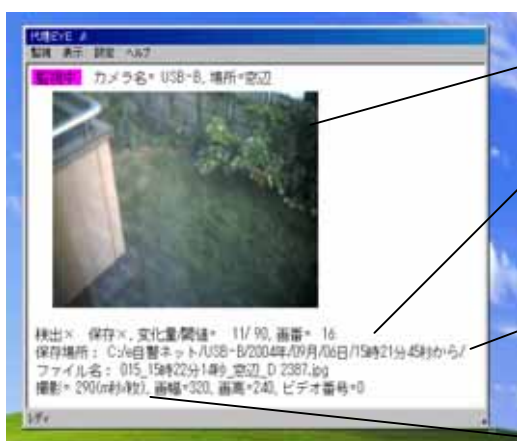 代理EYE β
監視 表示 設定 ヘルプ
監視中 カメラ名= USB-B, 場所=窓辺
検出× 保存×, 変化量/閾値= 11/ 90, 画番= 16
保存場所： C:/e自警ネット/USB-B/2004年/09月/06日/15時21分45秒から/
ファイル名： 015_15時22分14秒_窓辺_D 2387.jpg
撮影= 290(m秒/枚), 画幅=320, 画高=240, ビデオ番号=0
レディ